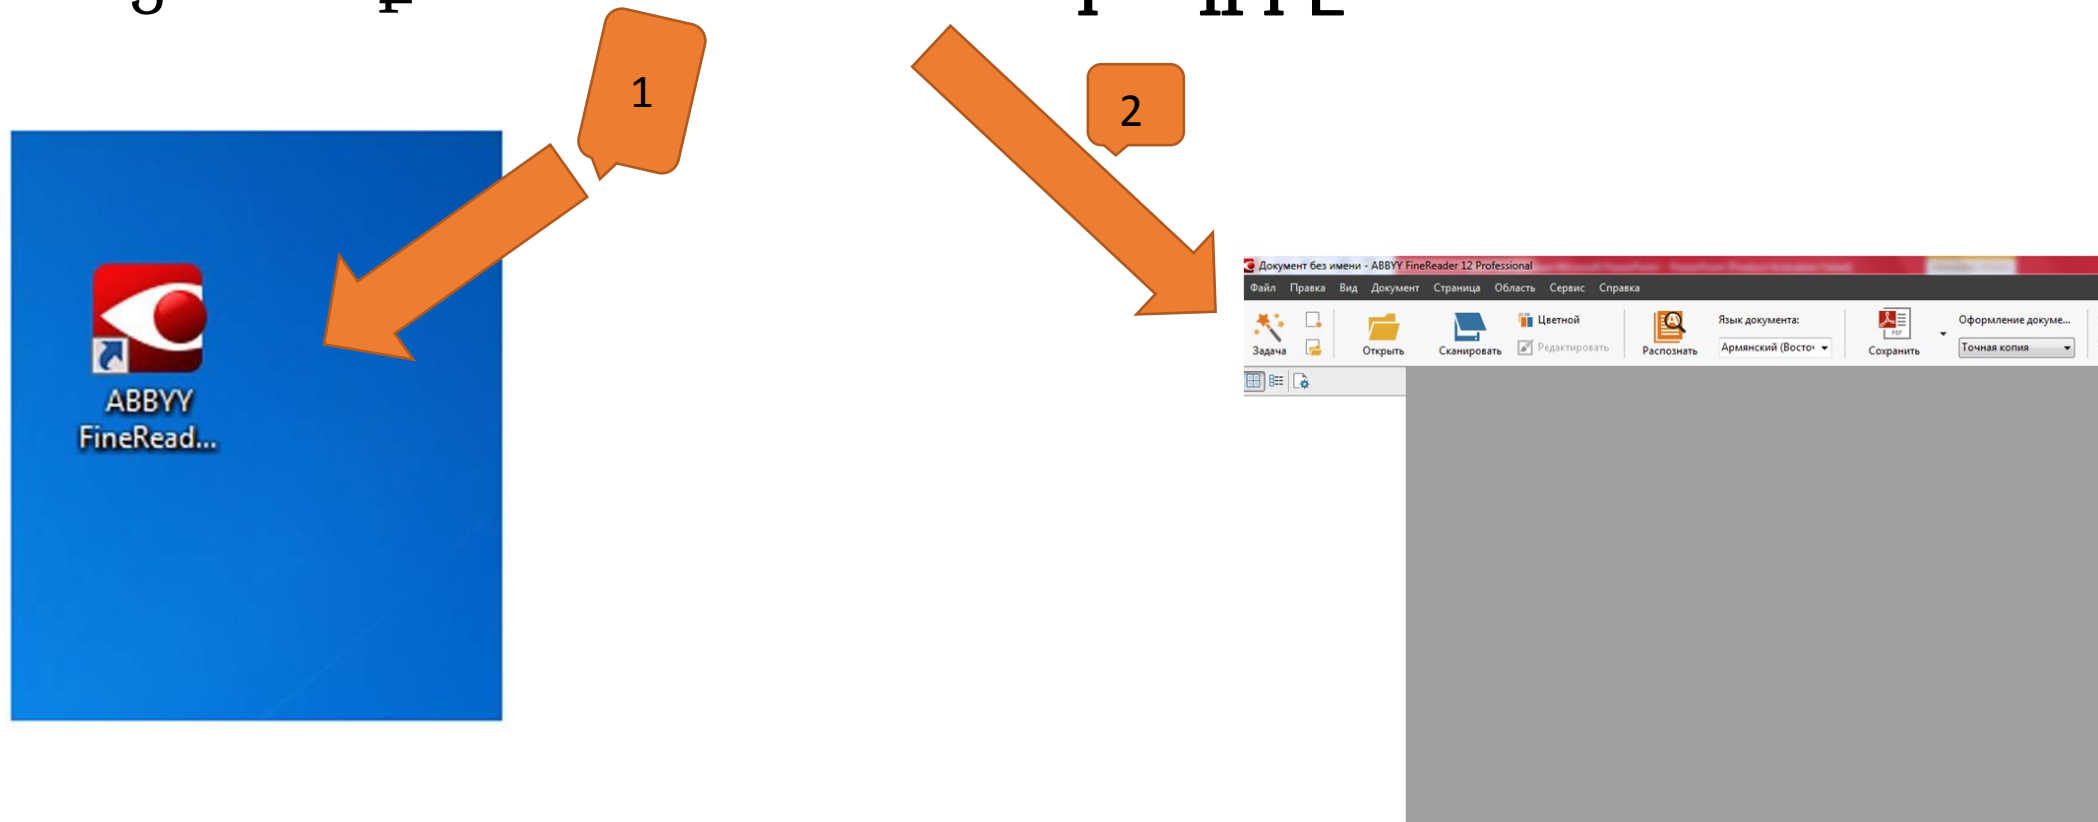 1
2
ABBYY
FineRead...
Документ без имени - ABBYY FineReader 12 Professional
Файл Правка Вид Документ Страница Область Сервис Справка
Задача
Открыть
Сканировать
Цветной
Редактировать
Распознать
Язык документа:
Армянский (Восто
Сохранить
Оформление докуме...
Точная копия